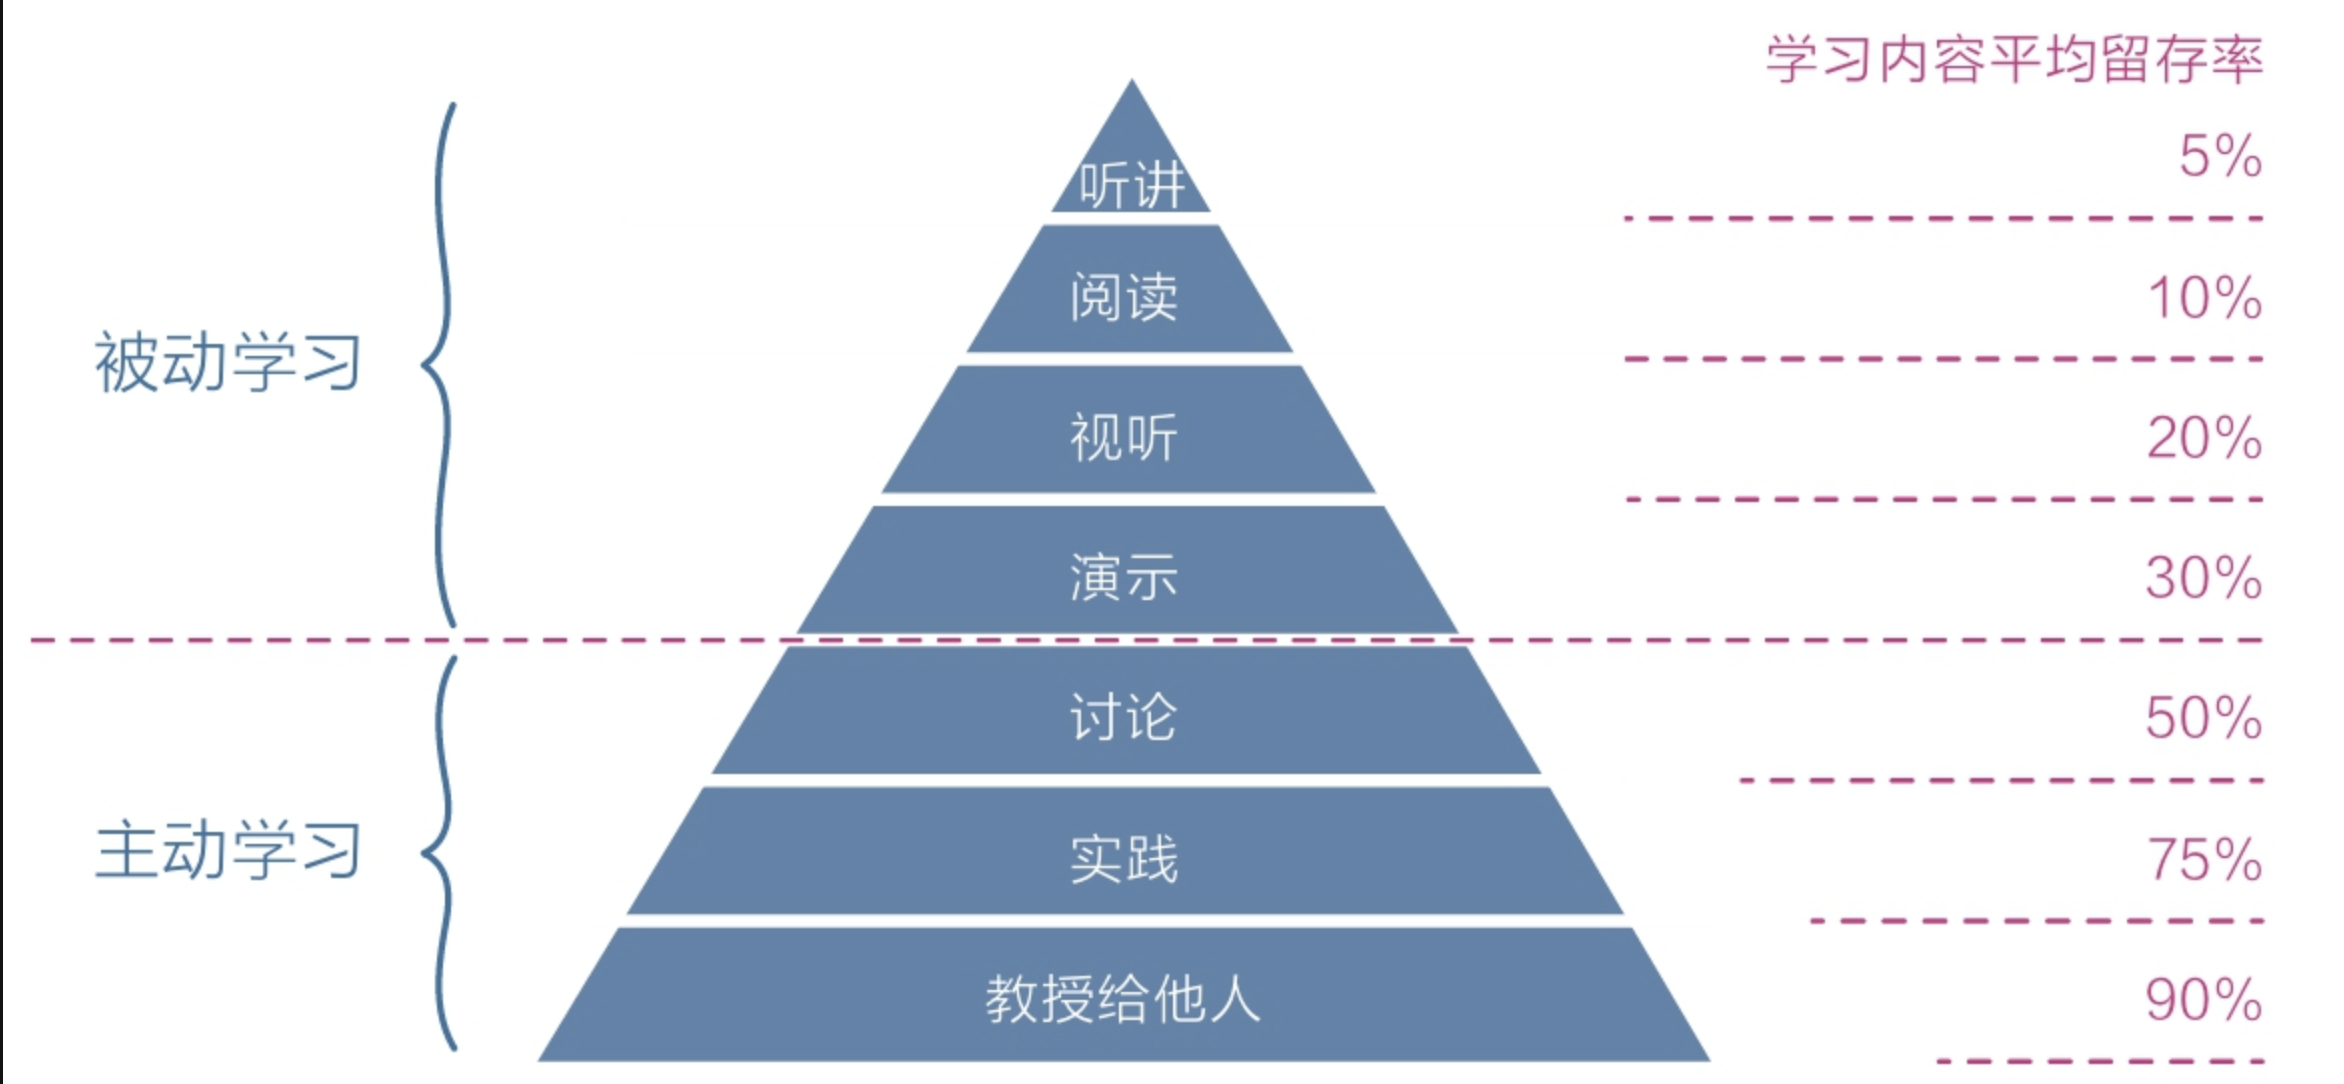 学习内容平均留存率
听讲
5%
阅读
10%
被动学习
视听
20%
演示
30%
讨论
50%
主动学习
实践
75%
教授给他人
90%